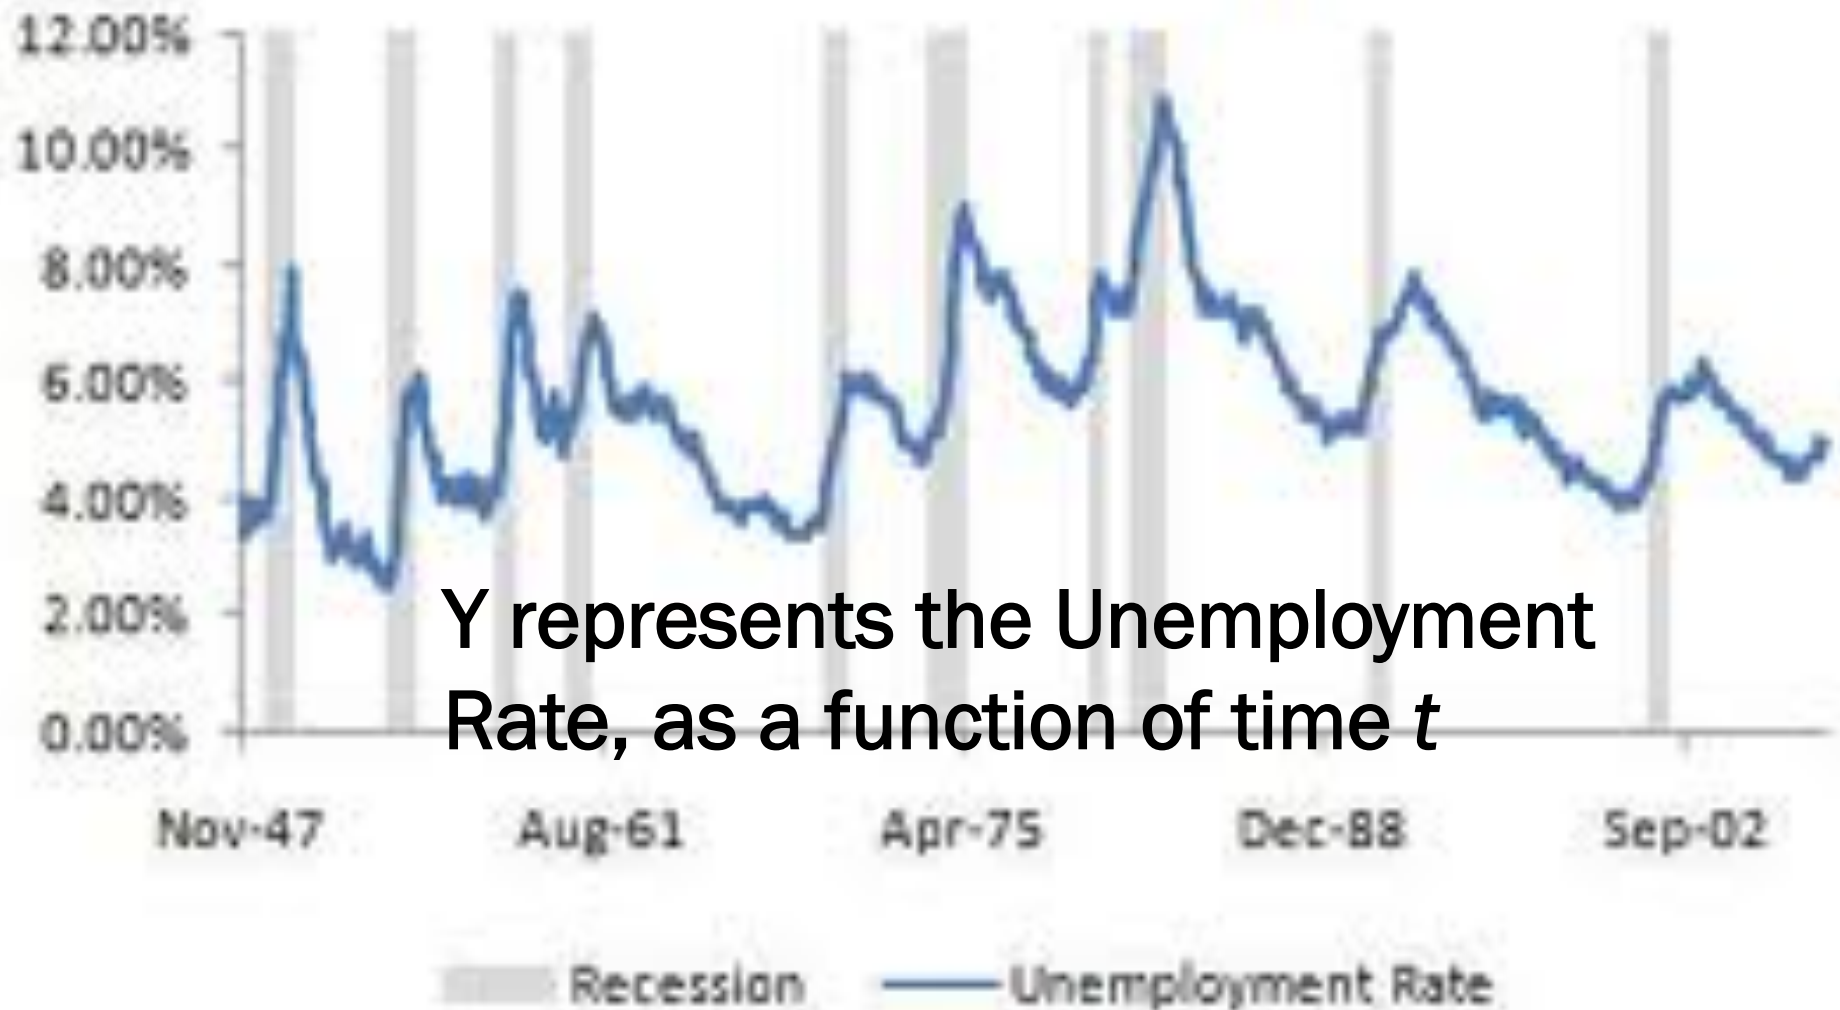 12.00%
10.00%
8.00%
6.00%
4.00%
2.00%
0.00%
Y represents the Unemployment
Rate, as a function of time t
Nov-47 Aug-61 Apr-75 Dec-88 Sep-02
Recession Unemployment Rate